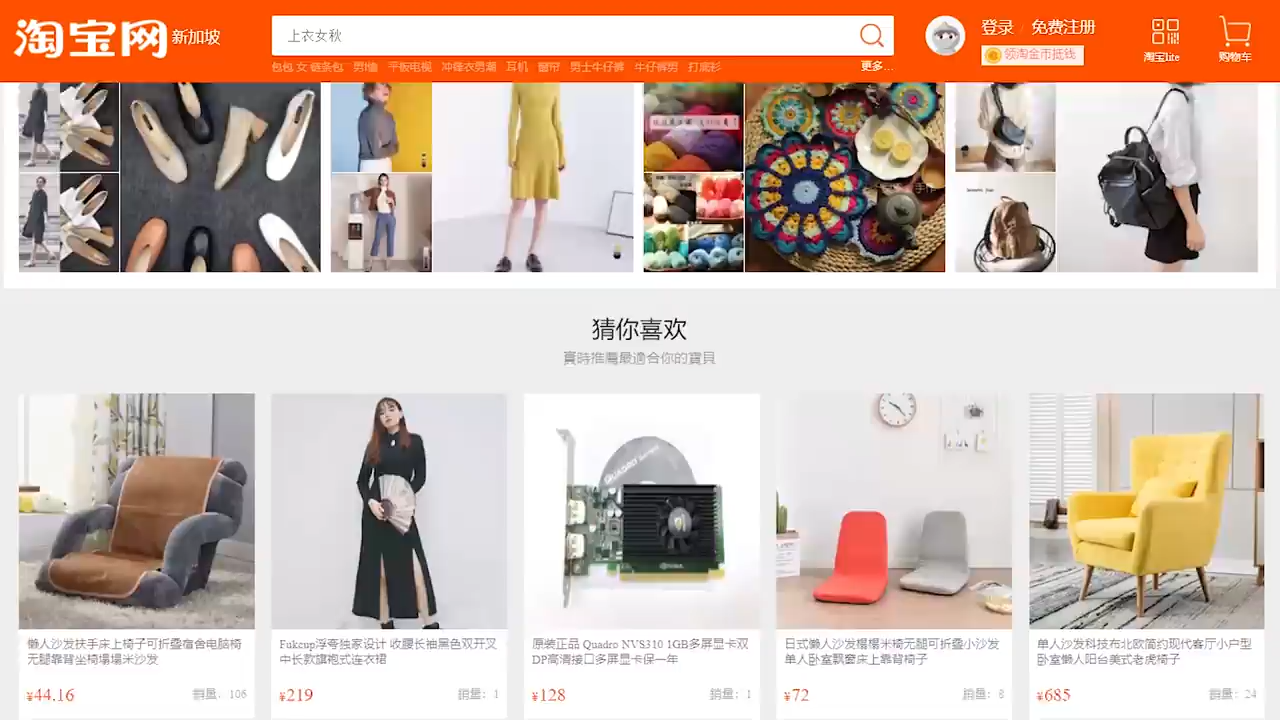 淘宝网 新加坡
上衣女秋
登录 免费注册
领淘金币抵钱
淘宝lite
购物车
包包 女 链条包 男t恤 平板电视 冲锋衣男潮 耳机 窗帘 男士牛仔裤 牛仔裤男 打底衫
更多...
猜你喜欢
實時推薦最適合你的寶貝
QUADRO
NVIDIA
懒人沙发扶手床上椅子可折叠宿舍电脑椅
无腿靠背坐椅榻榻米沙发
¥44.16
销量：106
Fukeup浮夸独家设计 收腰长袖黑色双开叉
中长款旗袍式连衣裙
¥219
销量：1
原装正品 Quadro NVS310 1GB多屏显卡双
DP高清接口多屏显卡保一年
¥128
销量：1
日式懒人沙发榻榻米椅无腿可折叠小沙发
单人卧室飘窗床上靠背椅子
¥72
销量：8
单人沙发科技布北欧简约现代客厅小户型
卧室懒人阳台美式老虎椅子
¥685
销量：24